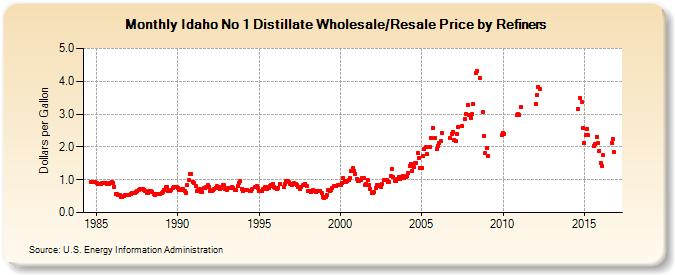 Monthly Idaho No 1 Distillate Wholesale/Resale Price by Refiners
Dollars per Gallon
5.0
4.0
3.0
2.0
1.0
0.0
1985 1990 1995 2000 2005 2010 2015
Source: U.S. Energy Information Administration